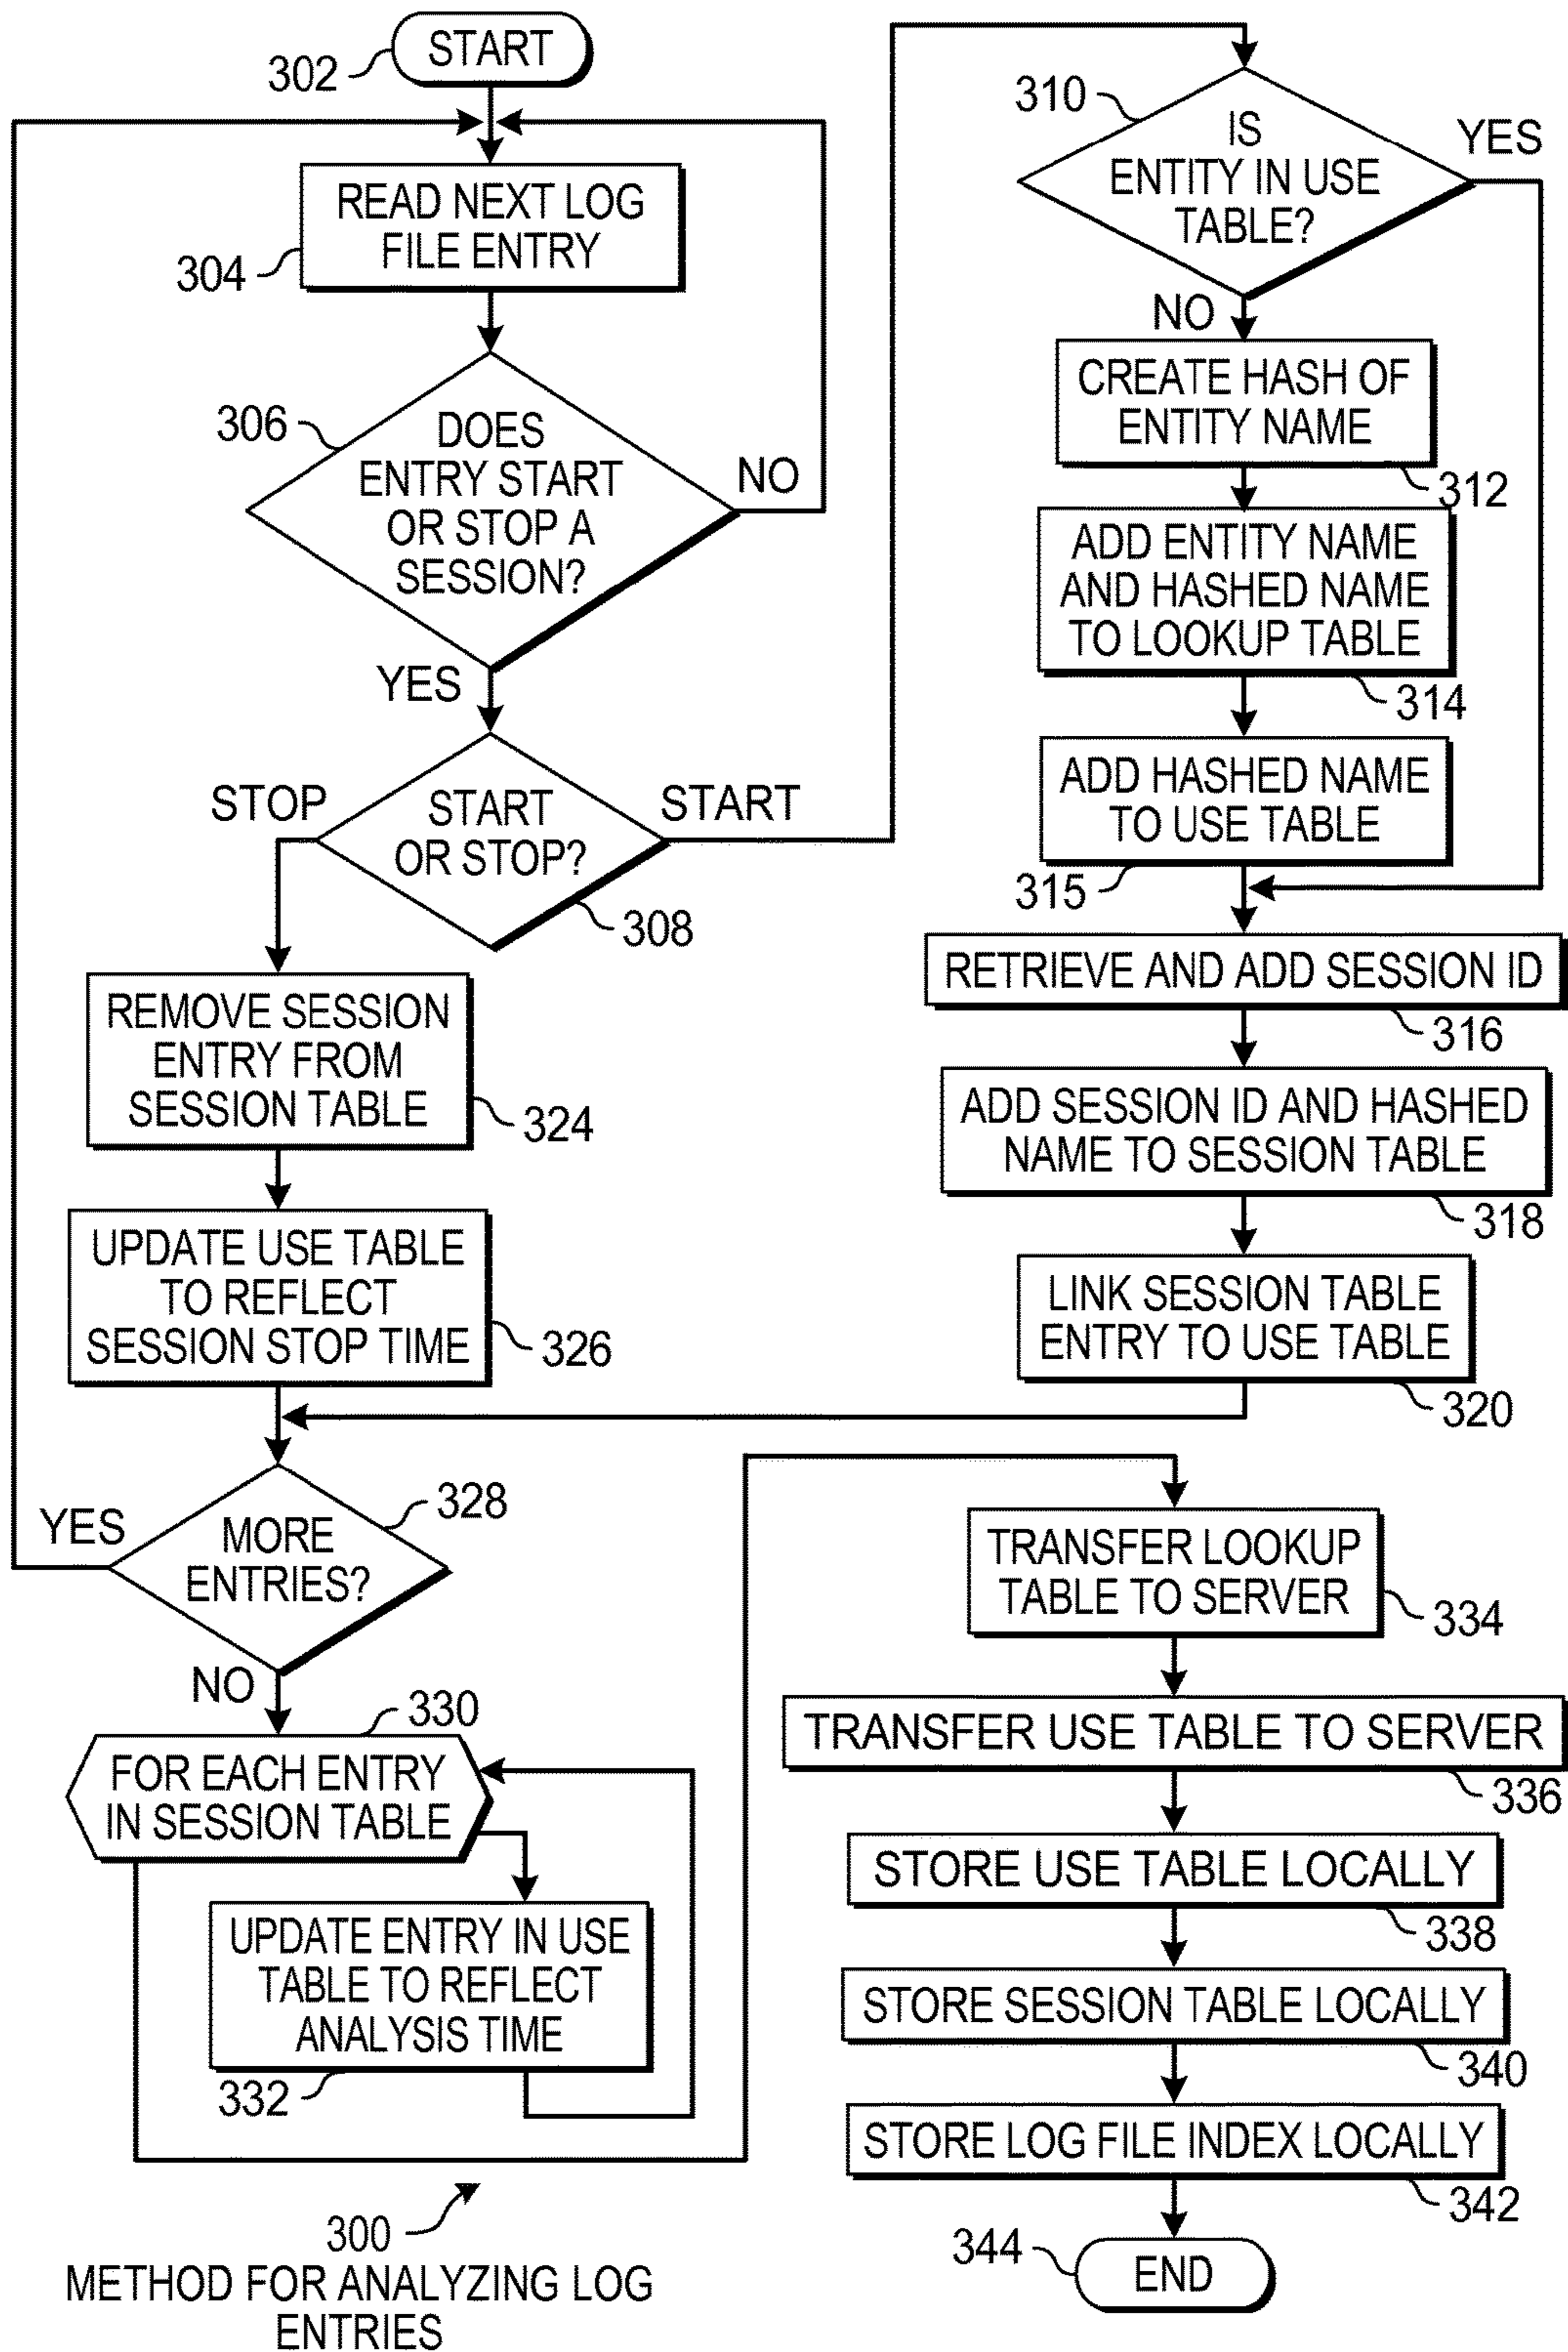 302
START
READ NEXT LOG
FILE ENTRY
304
306
DOES
ENTRY START
OR STOP A
SESSION?
NO
YES
STOP
START
OR STOP?
START
308
REMOVE SESSION
ENTRY FROM
SESSION TABLE
324
UPDATE USE TABLE
TO REFLECT
SESSION STOP TIME
326
310
IS
ENTITY IN USE
TABLE?
YES
NO
CREATE HASH OF
ENTITY NAME
312
ADD ENTITY NAME
AND HASHED NAME
TO LOOKUP TABLE
314
ADD HASHED NAME
TO USE TABLE
315
RETRIEVE AND ADD SESSION ID
316
ADD SESSION ID AND HASHED
NAME TO SESSION TABLE
318
LINK SESSION TABLE
ENTRY TO USE TABLE
320
YES
MORE
ENTRIES?
328
NO
330
FOR EACH ENTRY
IN SESSION TABLE
UPDATE ENTRY IN USE
TABLE TO REFLECT
ANALYSIS TIME
332
TRANSFER LOOKUP
TABLE TO SERVER
334
TRANSFER USE TABLE TO SERVER
336
STORE USE TABLE LOCALLY
338
STORE SESSION TABLE LOCALLY
340
STORE LOG FILE INDEX LOCALLY
342
344
END
300
METHOD FOR ANALYZING LOG
ENTRIES